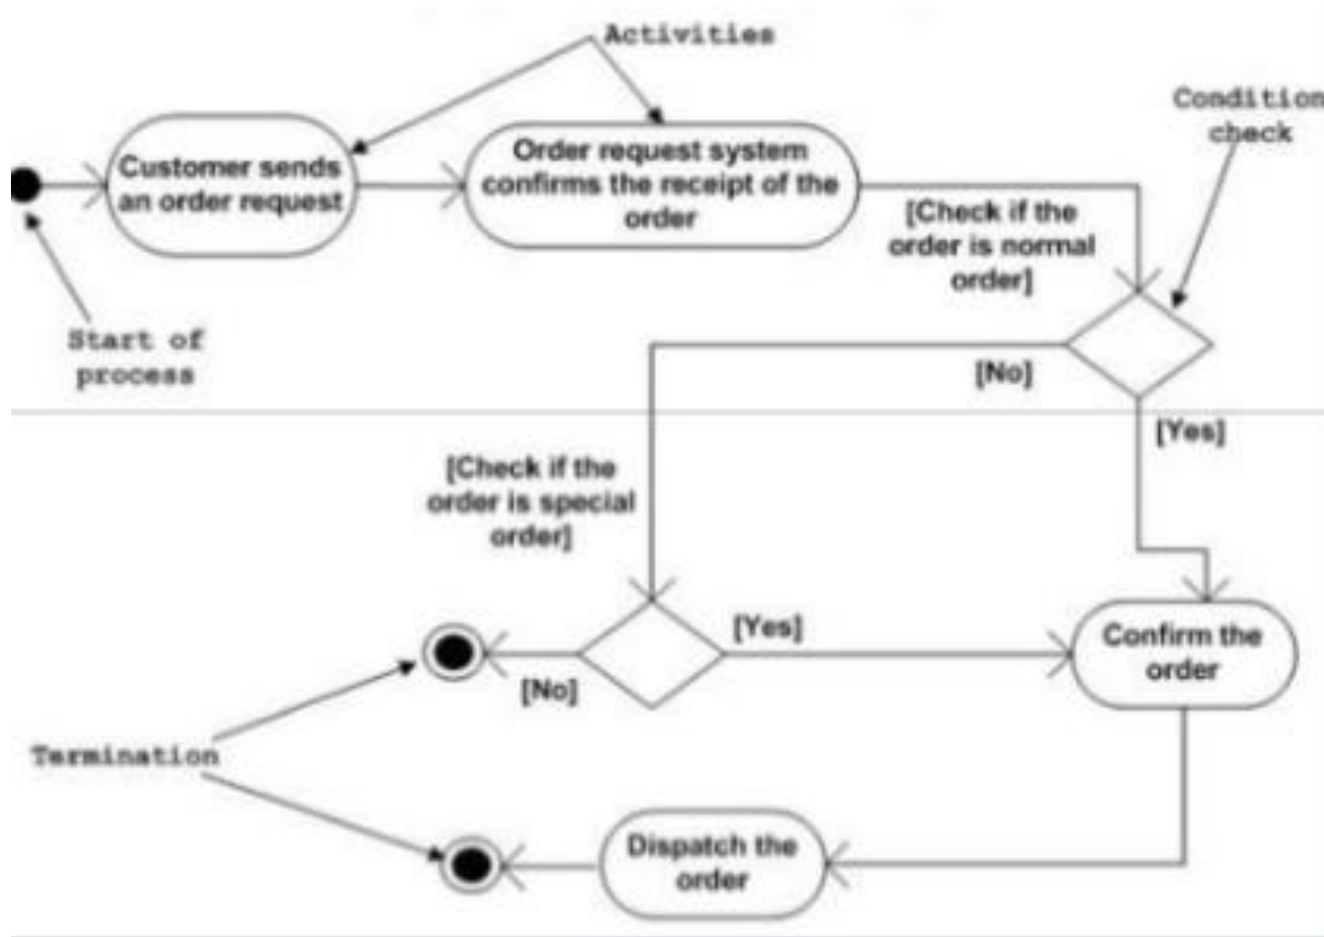 Activities
Condition
check
Customer sends
an order request
Order request system
confirms the receipt of the
order
[Check if the
order is normal
order]
Start of
process
[No]
[Yes]
[Check if the
order is special
order]
[Yes]
[No]
Confirm the
order
Termination
Dispatch the
order